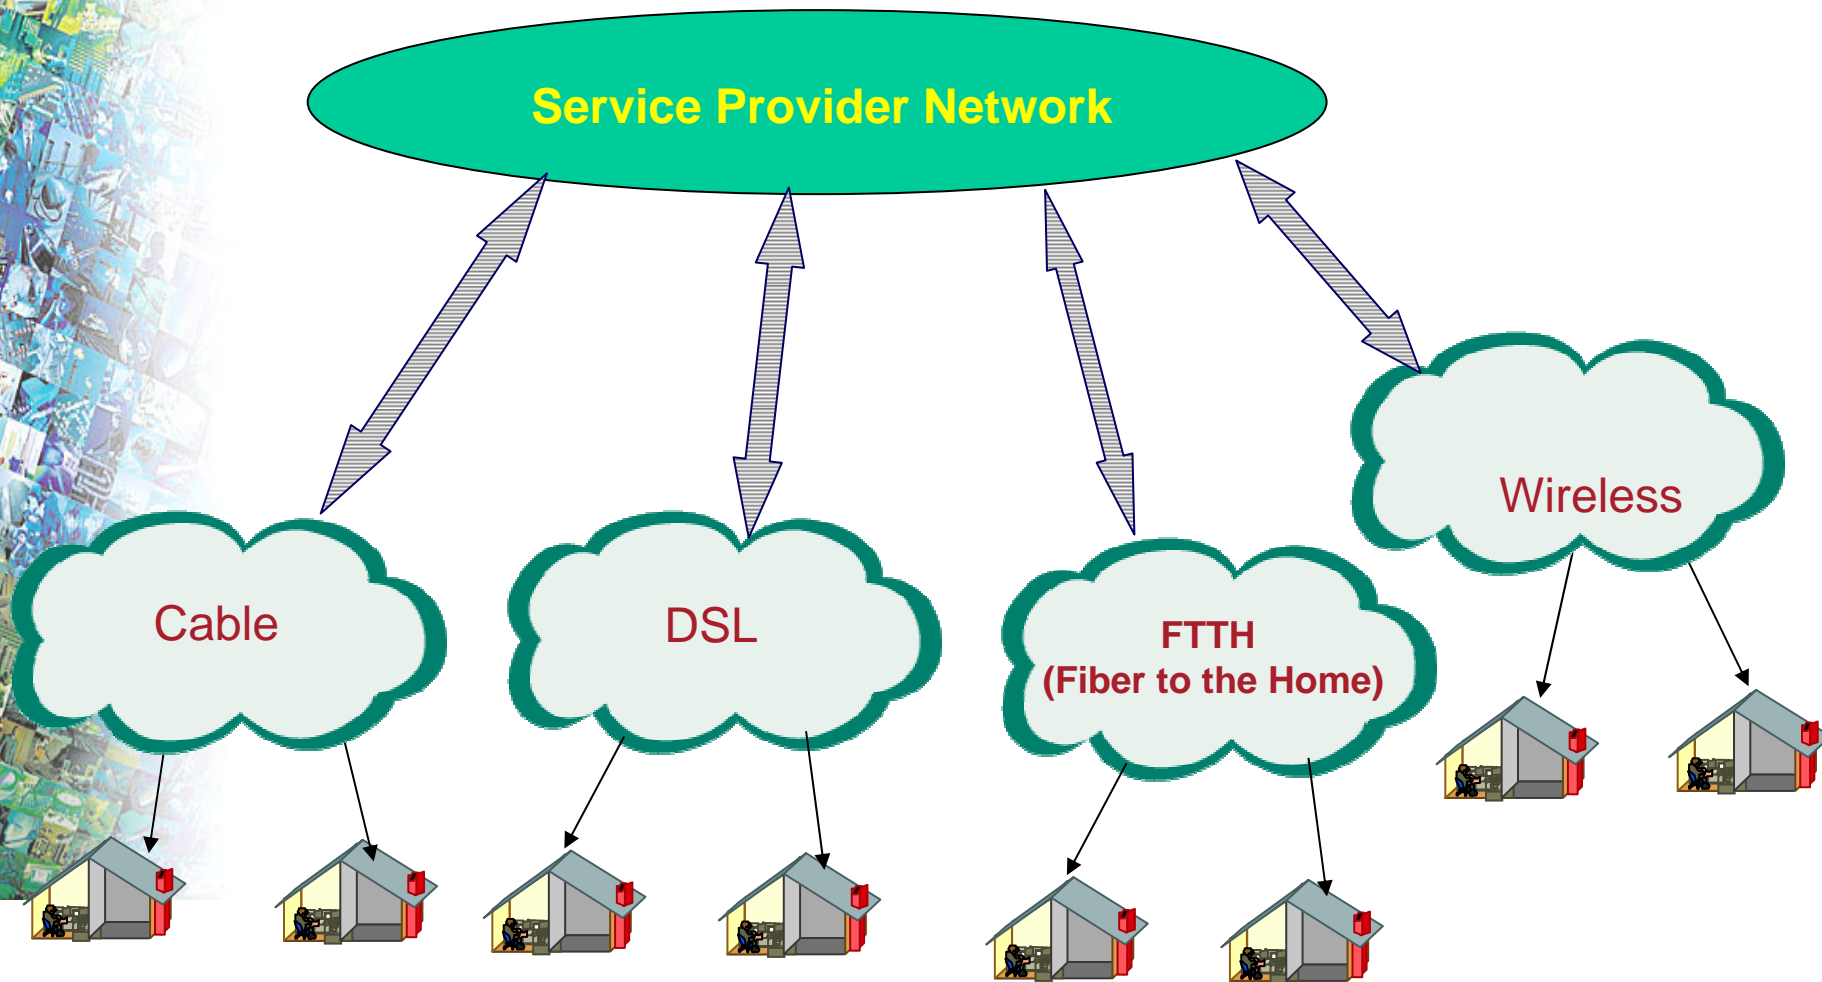 Service Provider Network
Wireless
Cable
DSL
FTTH
(Fiber to the Home)